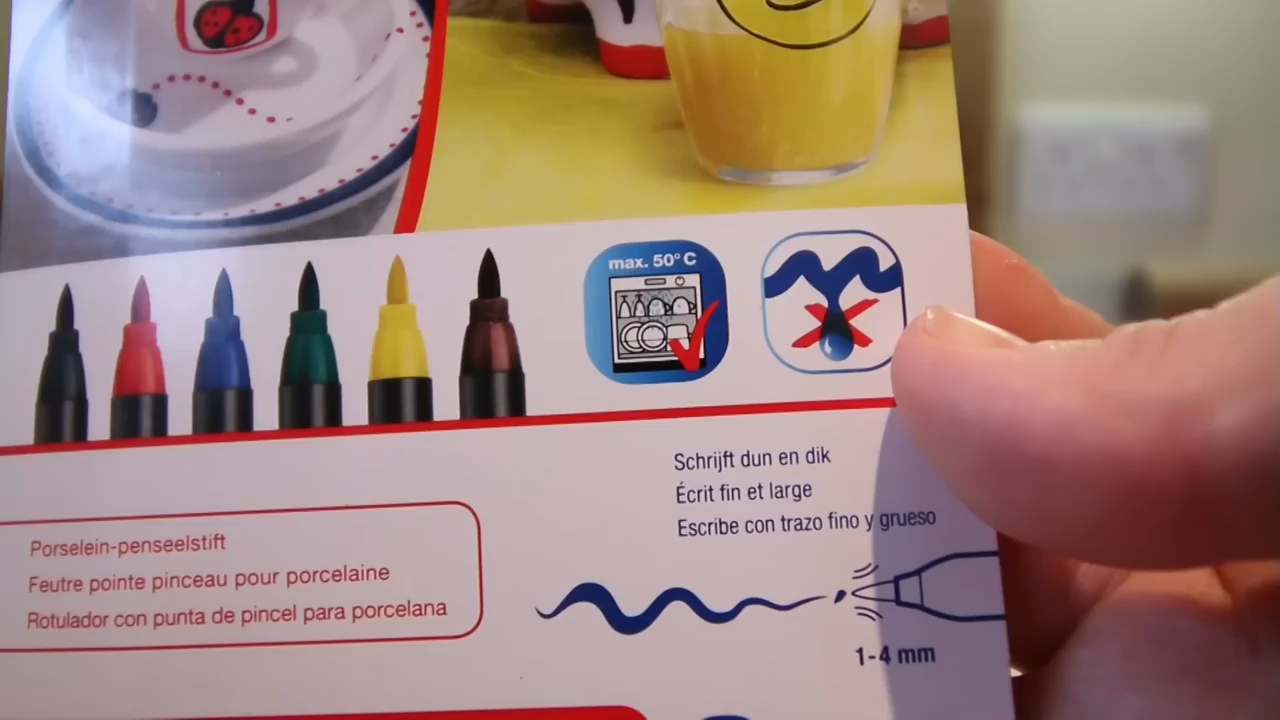 max. 50° C
Schrijft dun en dik
Écrit fin et large
Escribe con trazo fino y grueso
Porselein-penseelstift
Feutre pointe pinceau pour porcelaine
Rotulador con punta de pincel para porcelana
1-4 mm